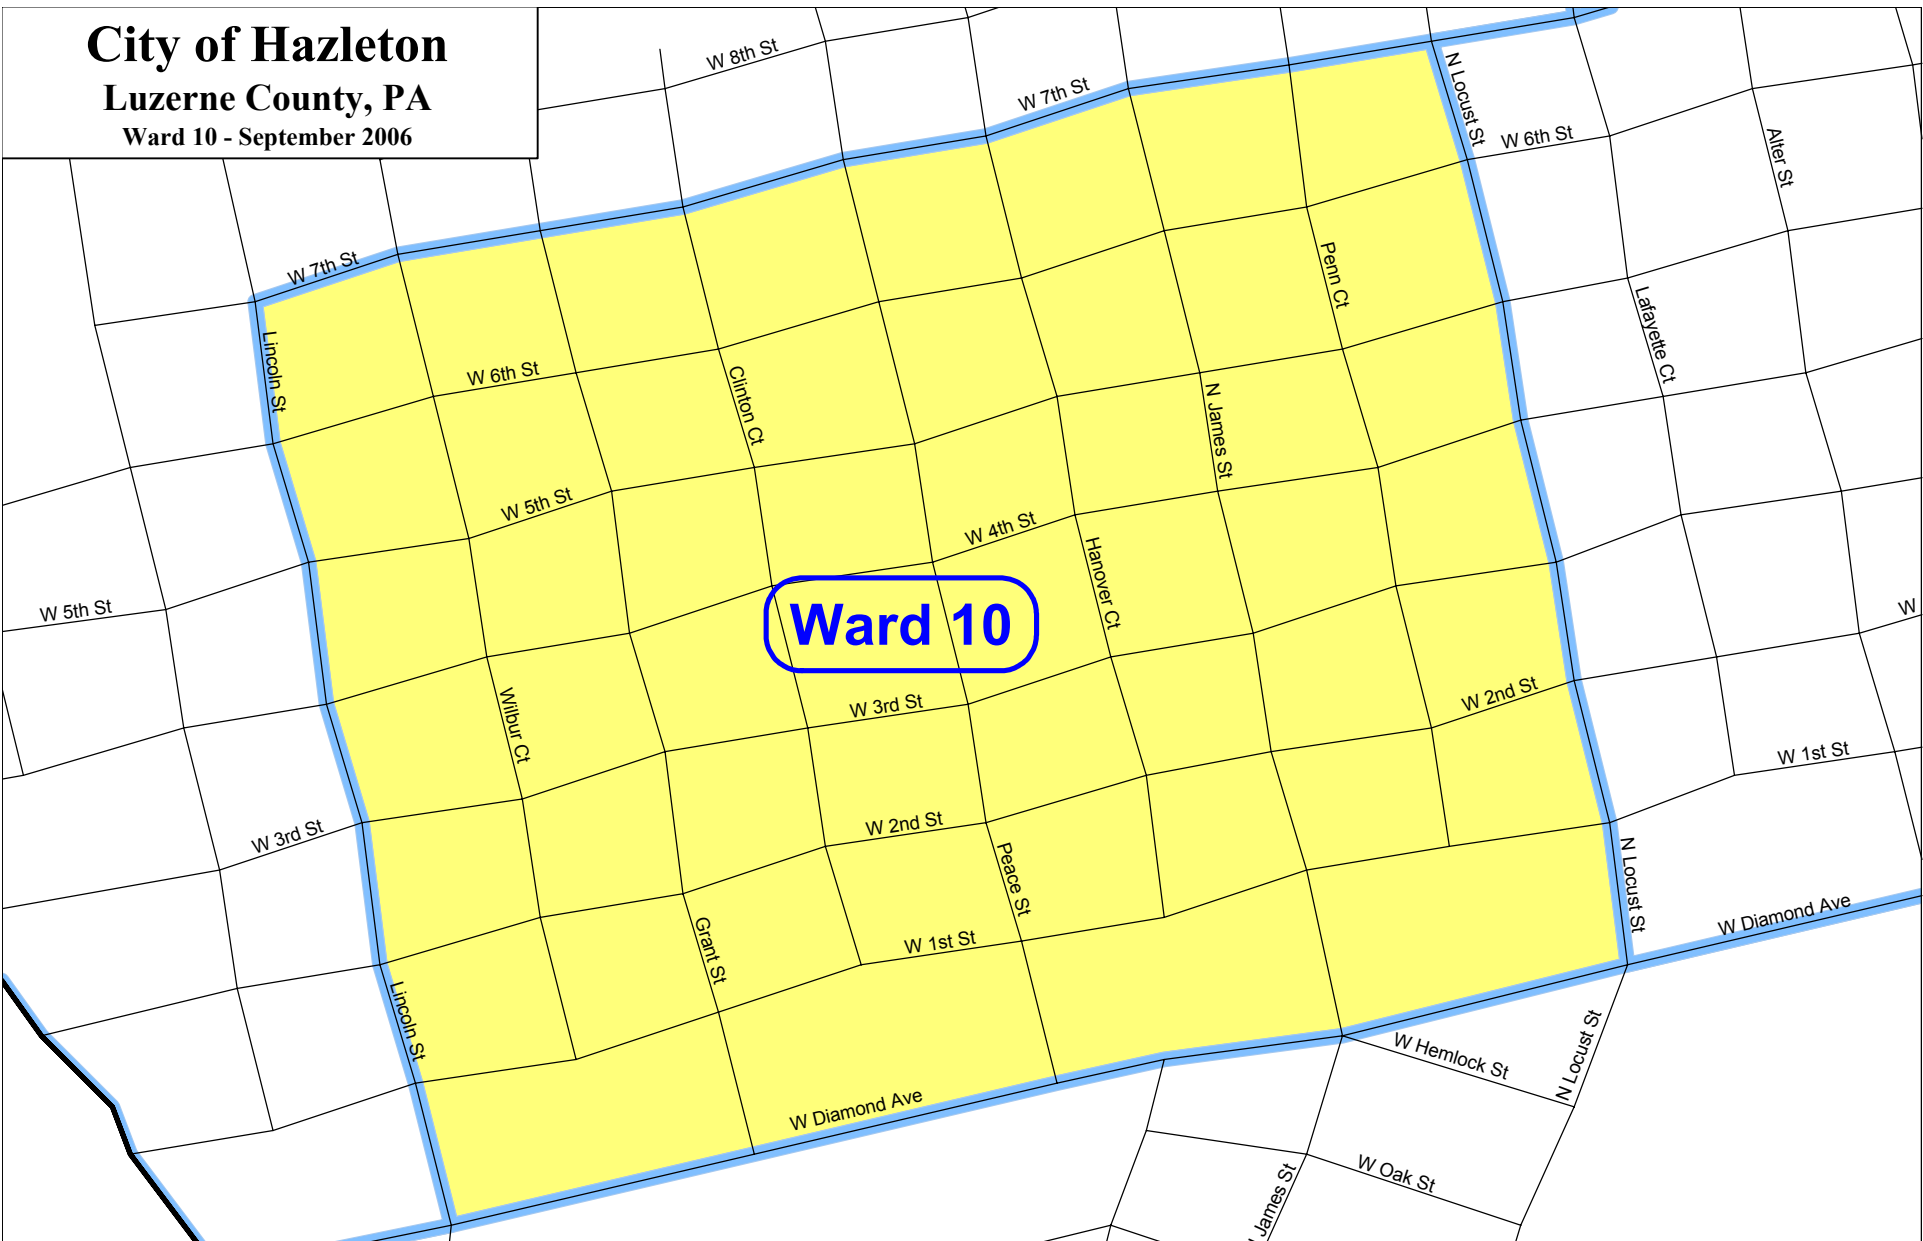 City of Hazleton
Luzerne County, PA
Ward 10 - September 2006
W 8th St
W 7th St
N Locust St
W 6th St
Alter St
W 7th St
Penn Ct
Lafayette Ct
Lincoln St
W 6th St
Clinton Ct
N James St
W 5th St
W 4th St
Hanover Ct
W 5th St
Ward 10
W
Wilbur Ct
W 3rd St
W 2nd St
W 1st St
W 3rd St
W 2nd St
Peace St
N Locust St
W Diamond Ave
Grant St
W 1st St
Lincoln St
W Hemlock St
N Locust St
W Diamond Ave
W Oak St
James St